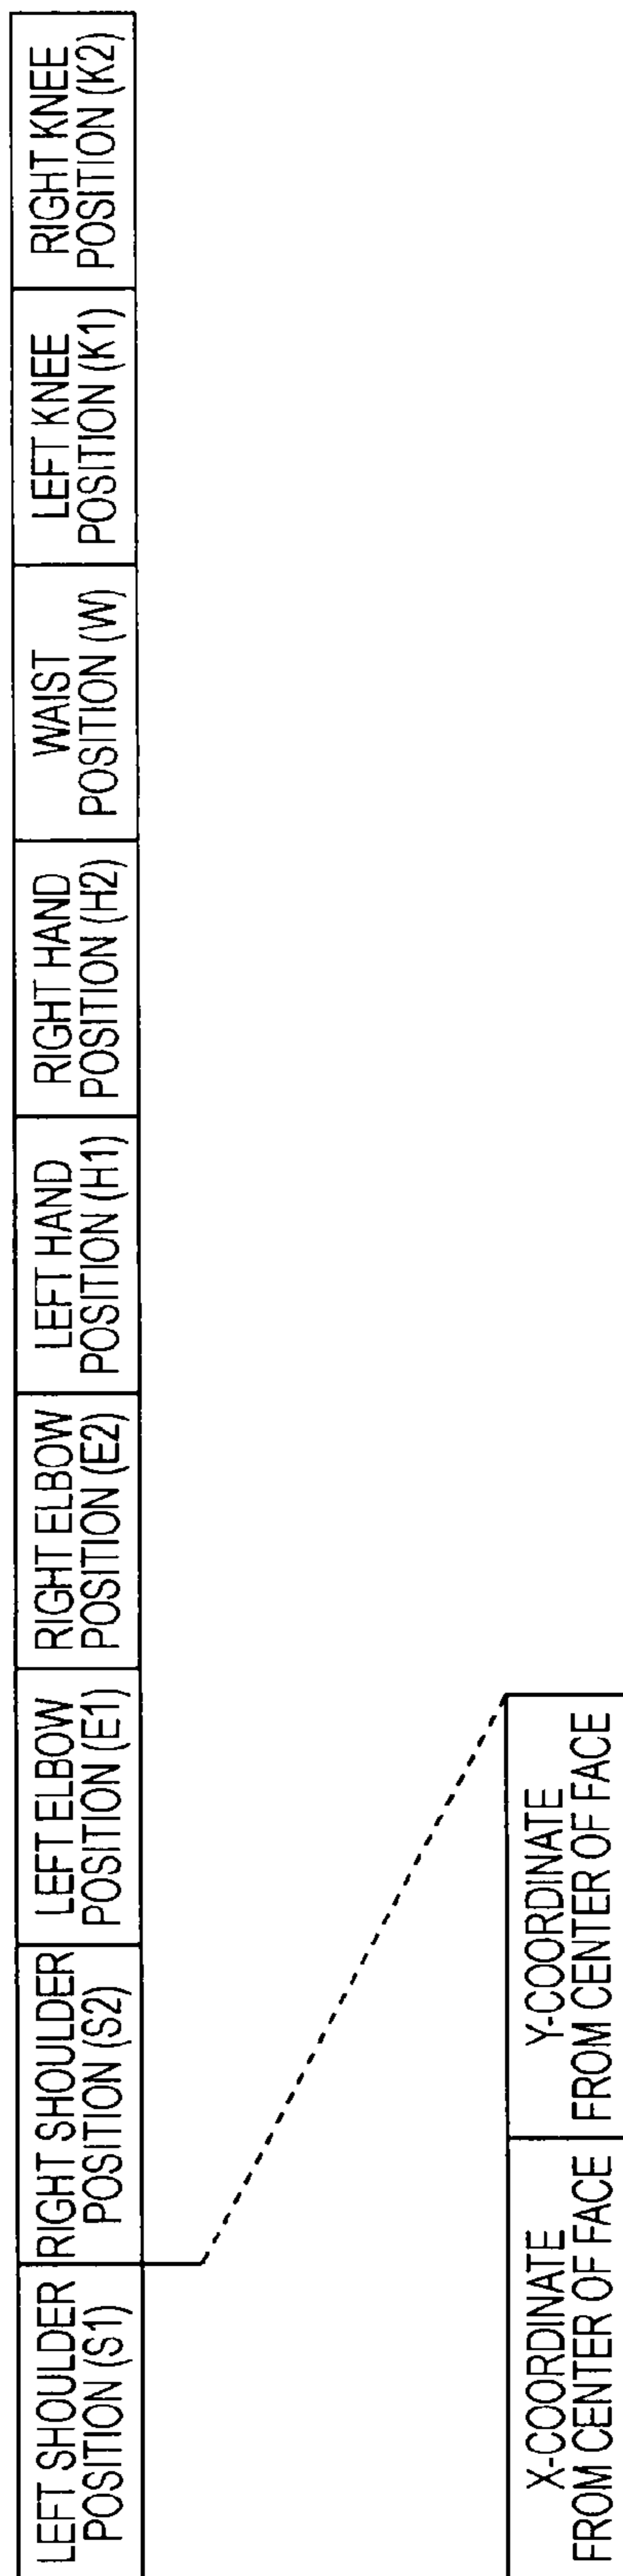 LEFT SHOULDER
POSITION (S1)
RIGHT SHOULDER
POSITION (S2)
LEFT ELBOW
POSITION (E1)
RIGHT ELBOW
POSITION (E2)
LEFT HAND
POSITION (H1)
RIGHT HAND
POSITION (H2)
WAIST
POSITION (W)
LEFT KNEE
POSITION (K1)
RIGHT KNEE
POSITION (K2)
X-COORDINATE
FROM CENTER OF FACE
Y-COORDINATE
FROM CENTER OF FACE